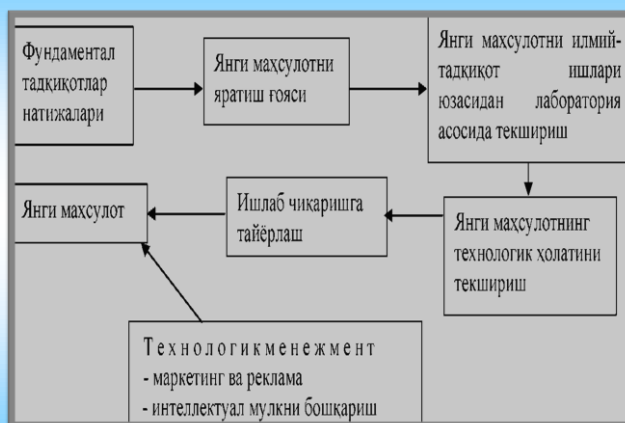 Фундаментал
тадқиқотлар
натижалари
Янги маҳсулотни
яратиш ғояси
Янги маҳсулотни илмий-
тадқиқот ишлари
юзасидан лаборатория
асосида текшириш
Янги маҳсулот
Ишлаб чиқаришга
тайёрлаш
Янги маҳсулотнинг
технологик ҳолатини
текшириш
Технологикменежмент
- маркетинг ва реклама
- интеллектуал мулкни бошқариш